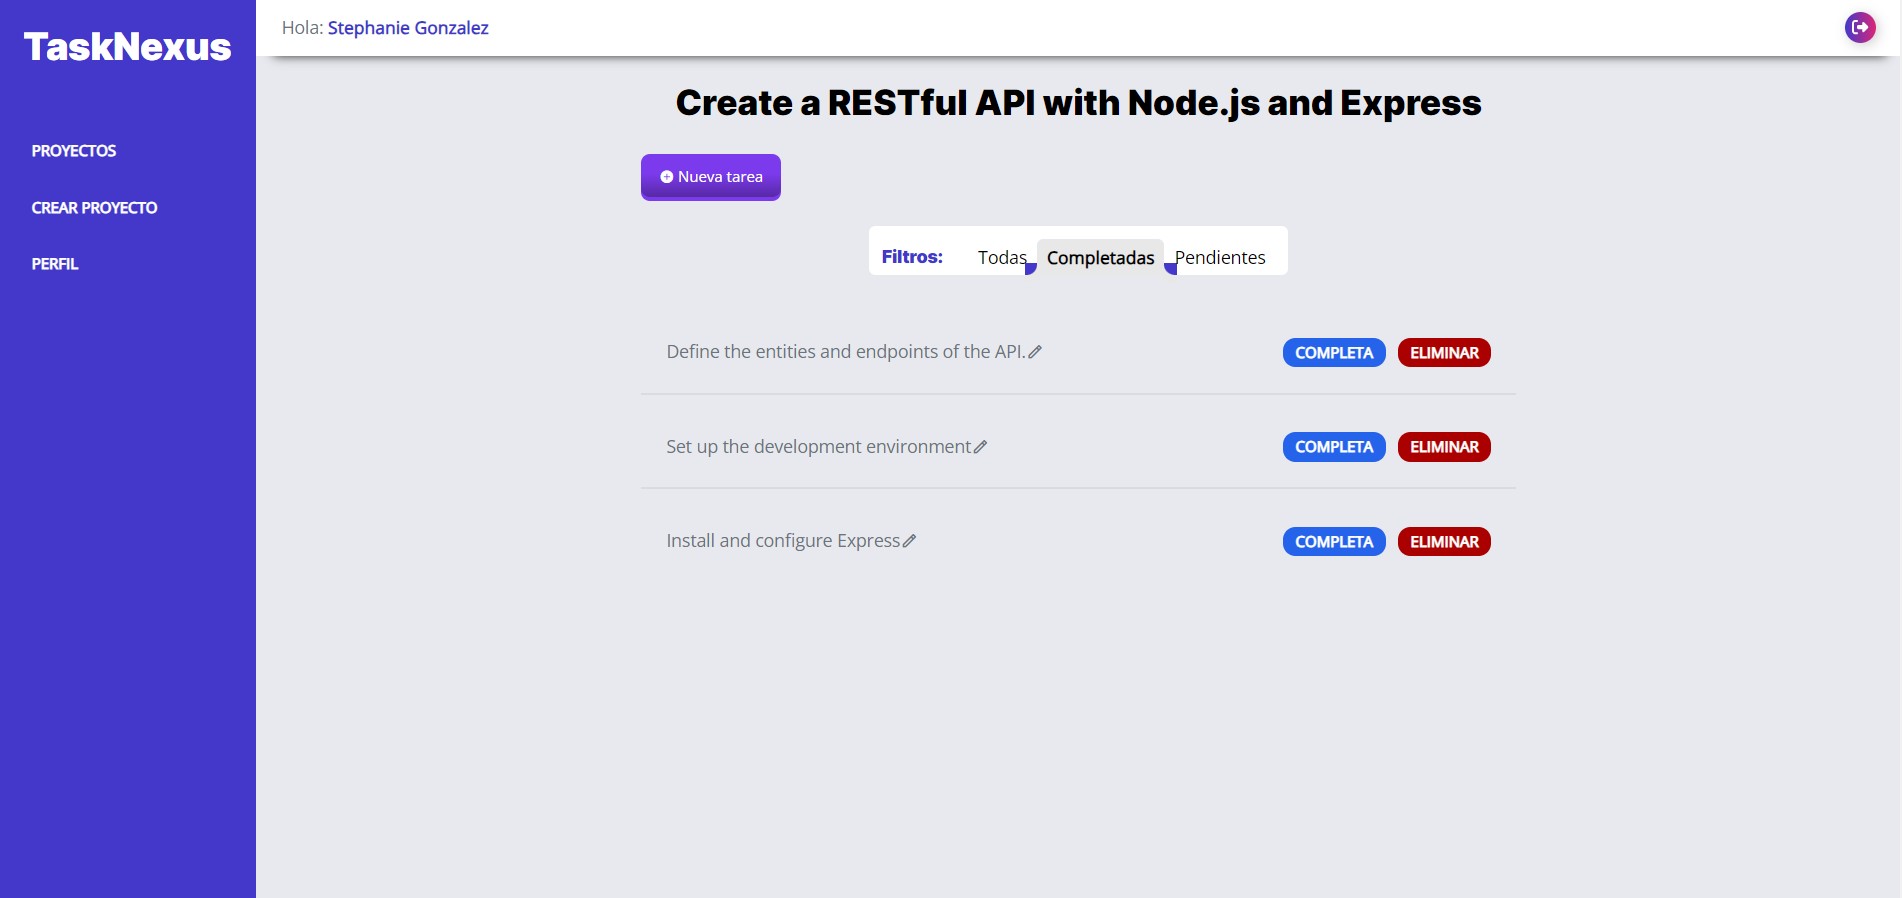 TaskNexus
PROYECTOS
CREAR PROYECTO
PERFIL
Hola: Stephanie Gonzalez
Create a RESTful API with Node.js and Express
Nueva tarea
Filtros: Todas Completadas Pendientes
Define the entities and endpoints of the API. COMPLETA ELIMINAR
Set up the development environment COMPLETA ELIMINAR
Install and configure Express COMPLETA ELIMINAR